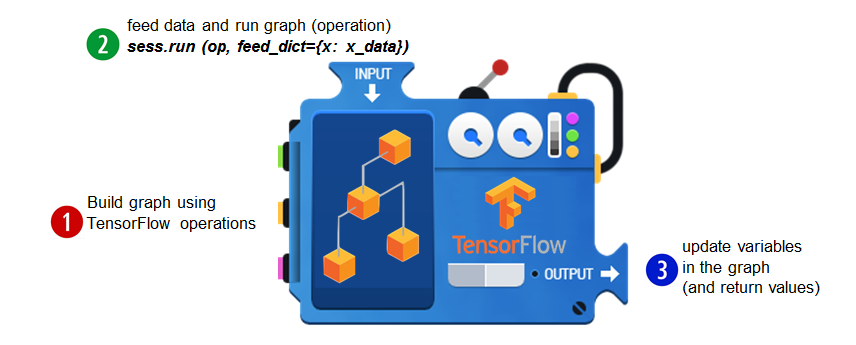 2
feed data and run graph (operation)
sess.run (op, feed_dict={x: x_data})
INPUT
1
Build graph using
TensorFlow operations
TensorFlow
OUTPUT
3
update variables
in the graph
(and return values)